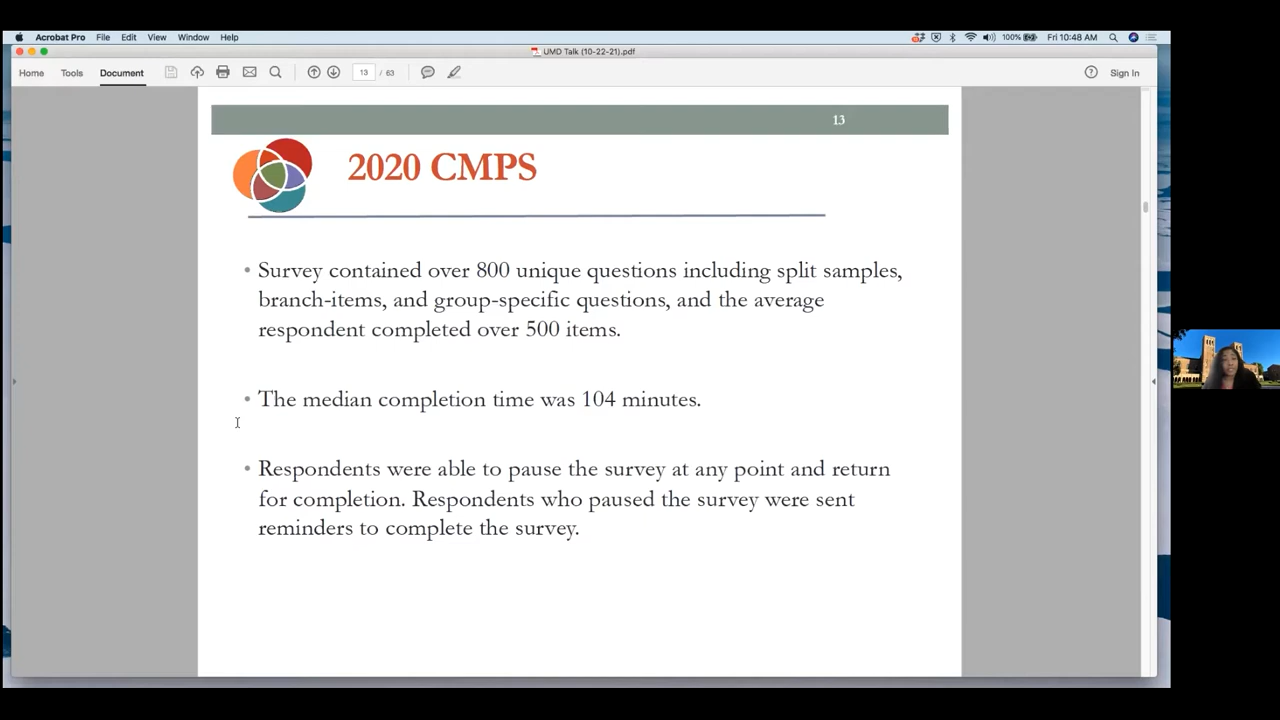 Acrobat Pro File Edit View Window Help 100% Fri 10:48 AM
UMD Talk (10-22-21).pdf
Home Tools Document 13 / 63 Sign In
13
2020 CMPS
• Survey contained over 800 unique questions including split samples,
branch-items, and group-specific questions, and the average
respondent completed over 500 items.
• The median completion time was 104 minutes.
• Respondents were able to pause the survey at any point and return
for completion. Respondents who paused the survey were sent
reminders to complete the survey.